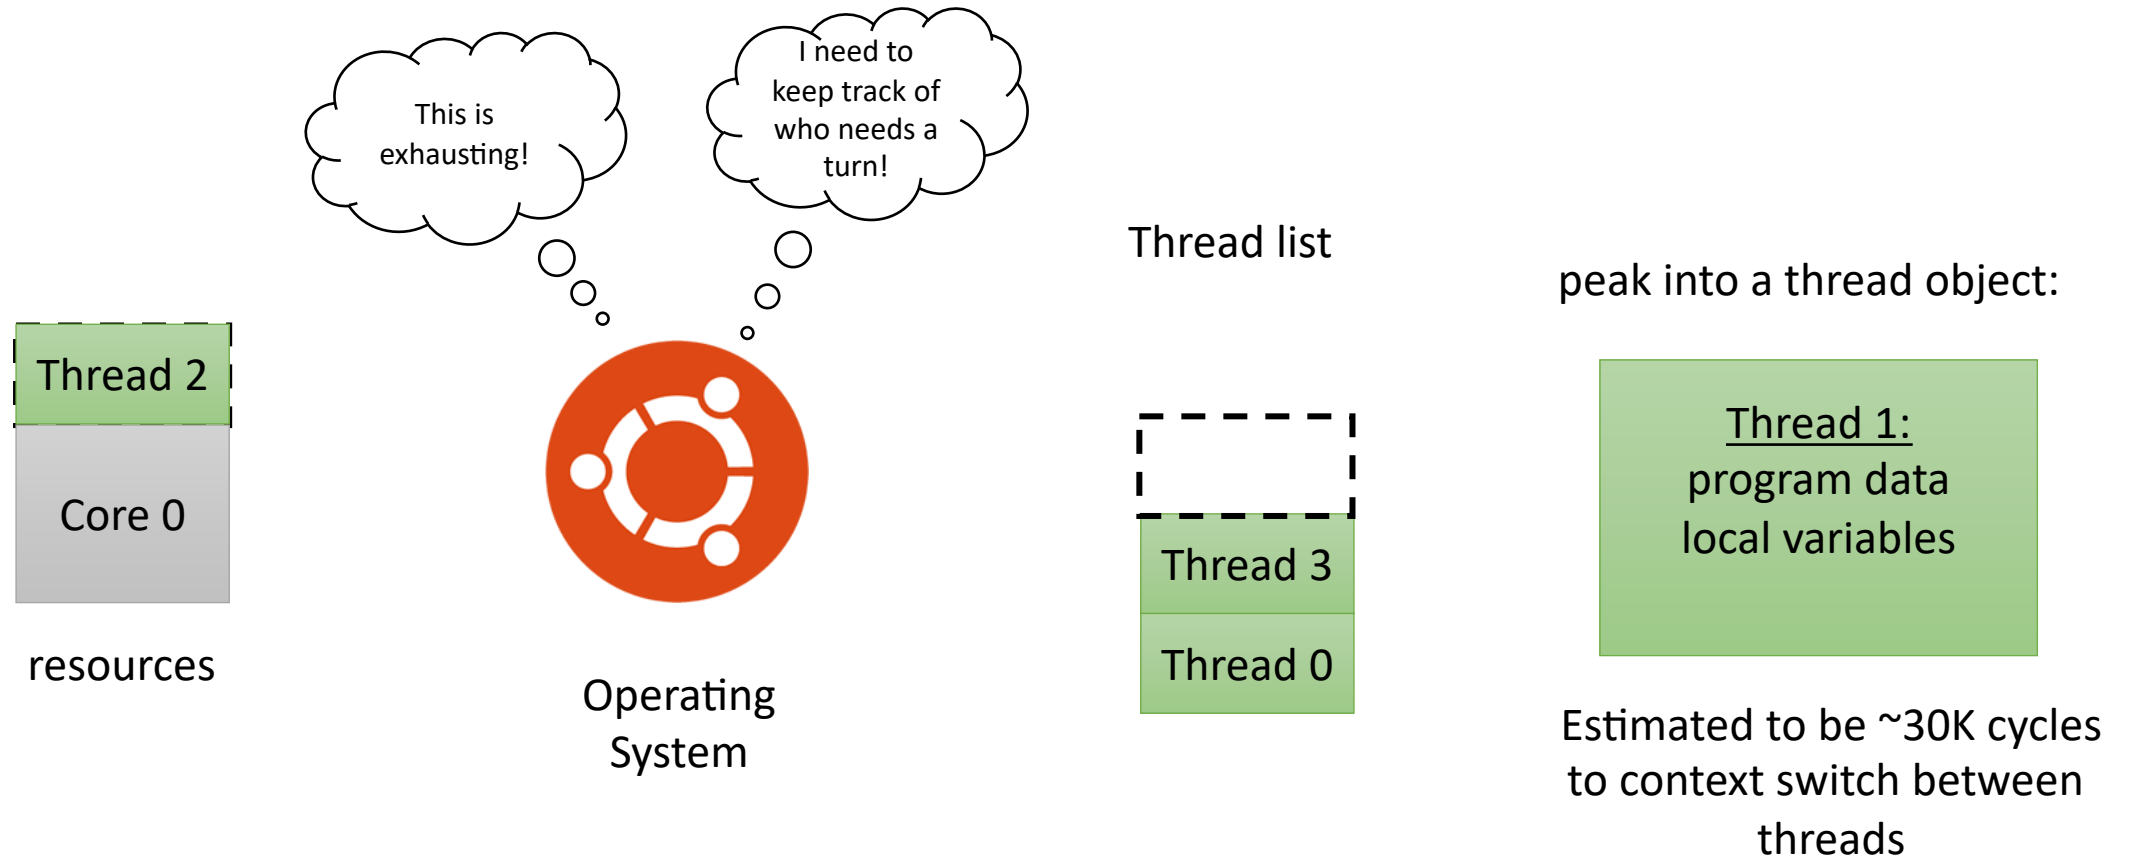 This is
exhausting!
I need to
keep track of
who needs a
turn!
Thread list
peak into a thread object:
Thread 2
Core 0
resources
Operating
System
Thread 3
Thread 0
Thread 1:
program data
local variables
Estimated to be ~30K cycles
to context switch between
threads